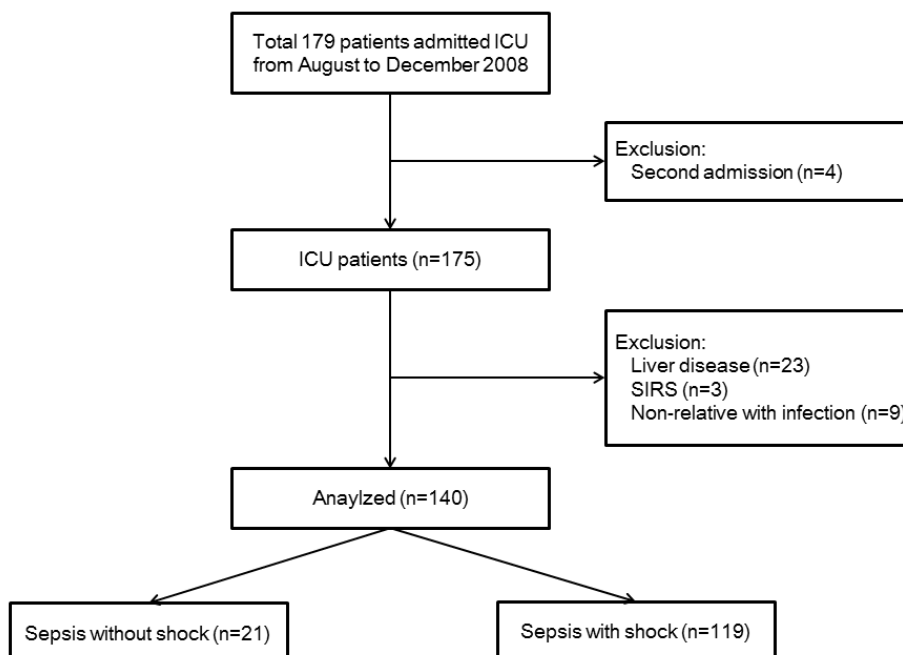 Total 179 patients admitted ICU
from August to December 2008
Exclusion:
Second admission (n=4)
ICU patients (n=175)
Exclusion:
Liver disease (n=23)
SIRS (n=3)
Non-relative with infection (n=9)
Anaylzed (n=140)
Sepsis without shock (n=21)
Sepsis with shock (n=119)